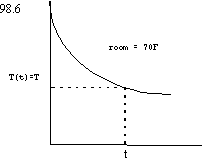 98.6
room = 70F
T(t)=T
t